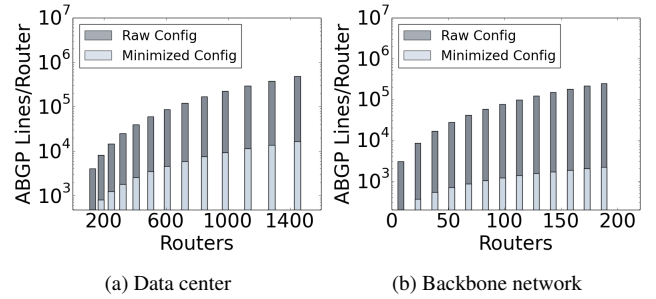 10^7
10^6
10^5
10^4
10^3
ABGP Lines/Router
Raw Config
Minimized Config
200 600 1000 1400
Routers
(a) Data center
10^7
10^6
10^5
10^4
10^3
ABGP Lines/Router
Raw Config
Minimized Config
0 50 100 150 200
Routers
(b) Backbone network